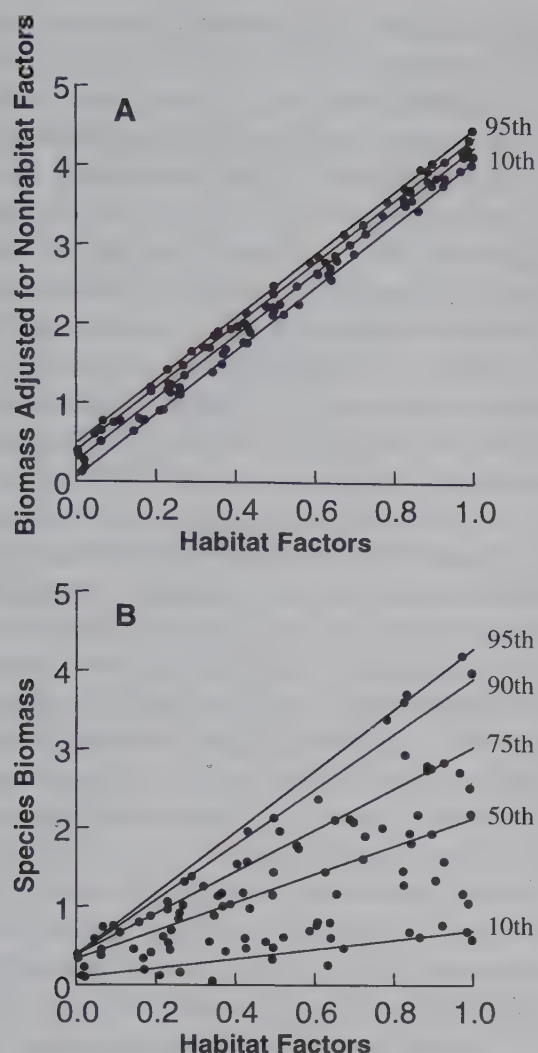 Biomass Adjusted for Nonhabitat Factors
A
5
4
3
2
1
0
95th
10th
0.0 0.2 0.4 0.6 0.8 1.0
Habitat Factors
Species Biomass
B
5
4
3
2
1
0
95th
90th
75th
50th
10th
0.0 0.2 0.4 0.6 0.8 1.0
Habitat Factors